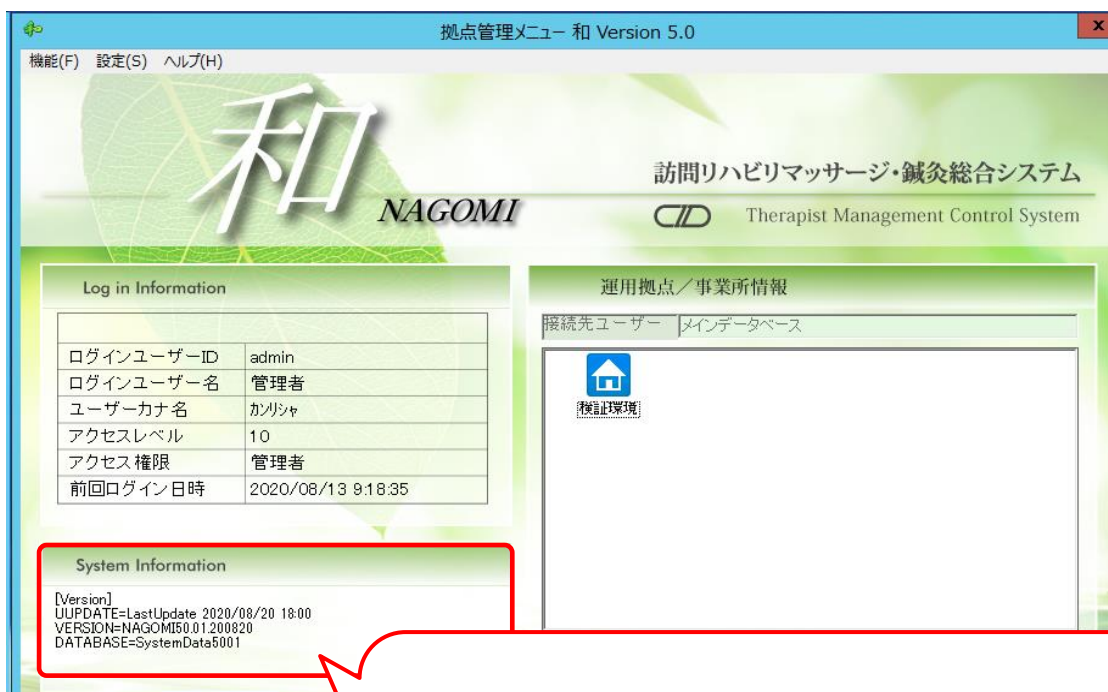 拠点管理メニュー 和 Version 5.0
x
機能(F) 設定(S) ヘルプ(H)
和
NAGOMI
訪問リハビリマッサージ・鍼灸総合システム
Therapist Management Control System
Log in Information
ログインユーザーID admin
ログインユーザー名 管理者
ユーザーカナ名 カンリシャ
アクセスレベル 10
アクセス権限 管理者
前回ログイン日時 2020/08/13 9:18:35
運用拠点／事業所情報
接続先ユーザー メインデータベース
検証環境
System Information
[Version]
UUPDATE=LastUpdate 2020/08/20 18:00
VERSION=NAGOMI50.01.200820
DATABASE=SystemData5001